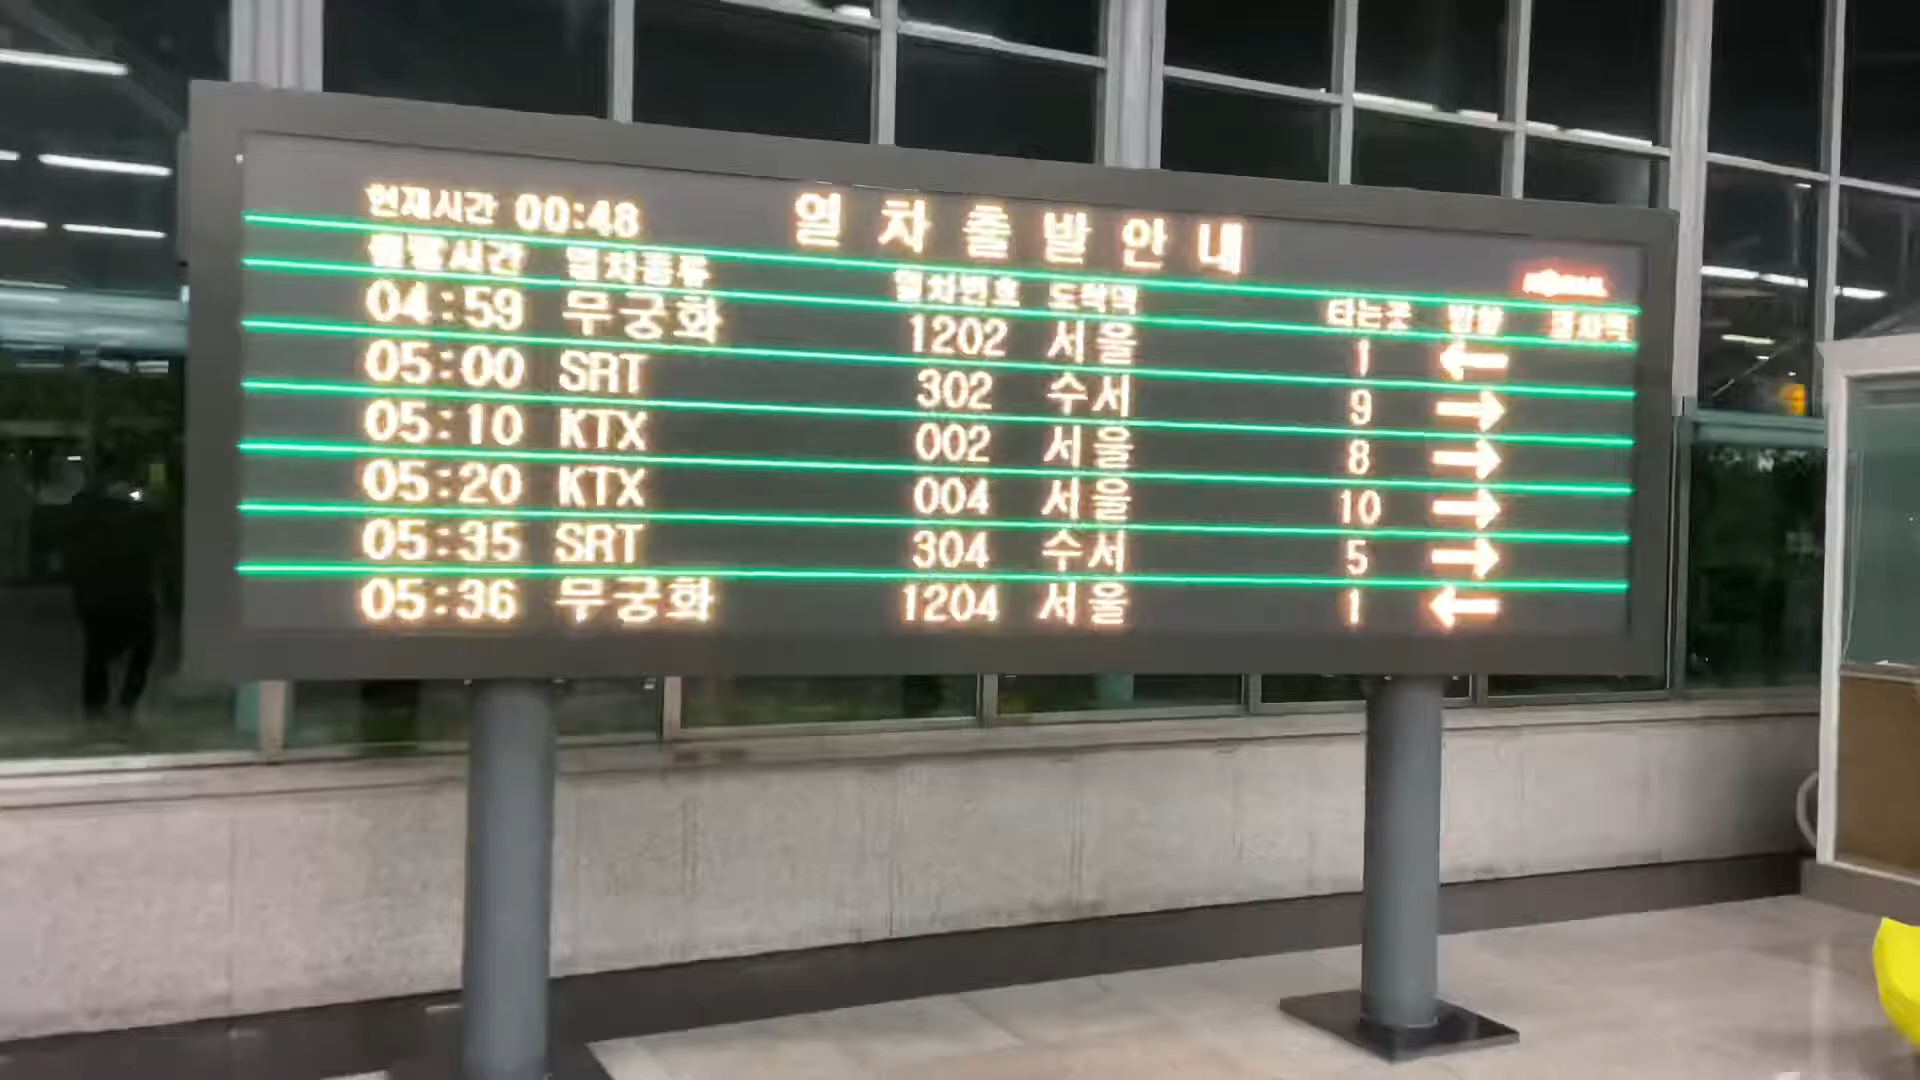 현재시간 00:48 열차출발안내
출발시간 열차종류 열차번호 도착역 타는곳 방향
04:59 무궁화 1202 서울 1 ←
05:00 SRT 302 수서 9 →
05:10 KTX 002 서울 8 →
05:20 KTX 004 서울 10 →
05:35 SRT 304 수서 5 →
05:36 무궁화 1204 서울 1 ←